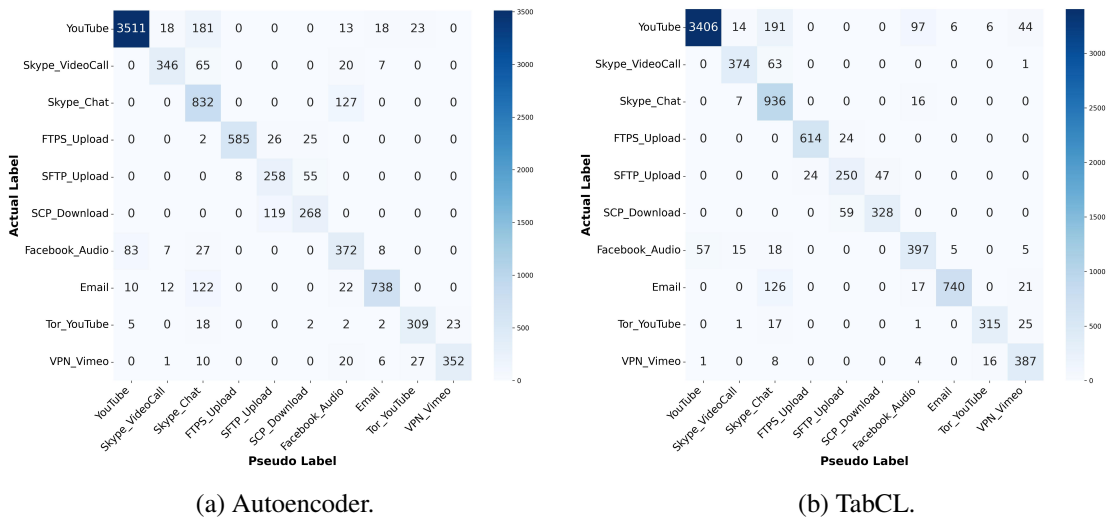 YouTube 3511 18 181 0 0 0 13 18 23 0
Skype_VideoCall 0 346 65 0 0 0 20 7 0 0
Skype_Chat 0 0 832 0 0 0 127 0 0 0
FTPS_Upload 0 0 2 585 26 25 0 0 0 0
SFTP_Upload 0 0 0 8 258 55 0 0 0 0
SCP_Download 0 0 0 0 119 268 0 0 0 0
Facebook_Audio 83 7 27 0 0 0 372 8 0 0
Email 10 12 122 0 0 0 22 738 0 0
Tor_YouTube 5 0 18 0 0 2 2 2 309 23
VPN_Vimeo 0 1 10 0 0 0 20 6 27 352
YouTube Skype_VideoCall Skype_Chat FTPS_Upload SFTP_Upload SCP_Download Facebook_Audio Email Tor_YouTube VPN_Vimeo
Actual Label
Pseudo Label
3500
3000
2500
2000
1500
1000
500
0
(a) Autoencoder.
YouTube 3406 14 191 0 0 0 97 6 6 44
Skype_VideoCall 0 374 63 0 0 0 0 0 0 1
Skype_Chat 0 7 936 0 0 0 16 0 0 0
FTPS_Upload 0 0 0 614 24 0 0 0 0 0
SFTP_Upload 0 0 0 24 250 47 0 0 0 0
SCP_Download 0 0 0 0 59 328 0 0 0 0
Facebook_Audio 57 15 18 0 0 0 397 5 0 5
Email 0 0 126 0 0 0 17 740 0 21
Tor_YouTube 0 1 17 0 0 0 1 0 315 25
VPN_Vimeo 1 0 8 0 0 0 4 0 16 387
YouTube Skype_VideoCall Skype_Chat FTPS_Upload SFTP_Upload SCP_Download Facebook_Audio Email Tor_YouTube VPN_Vimeo
Actual Label
Pseudo Label
3000
2500
2000
1500
1000
500
0
(b) TabCL.